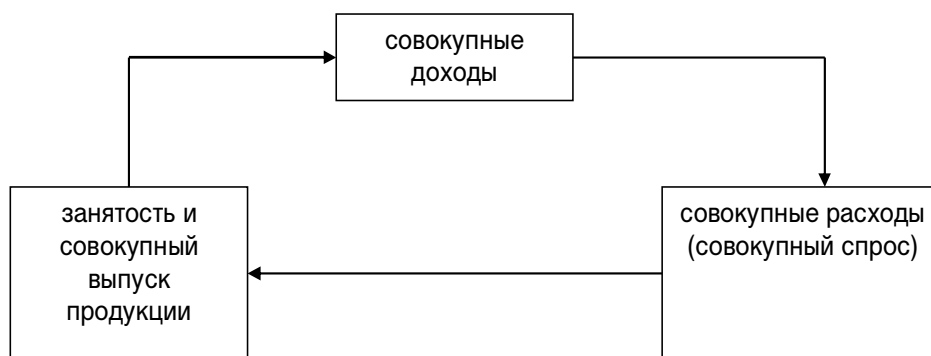 совокупные
доходы
занятость и
совокупный
выпуск
продукции
совокупные расходы
(совокупный спрос)